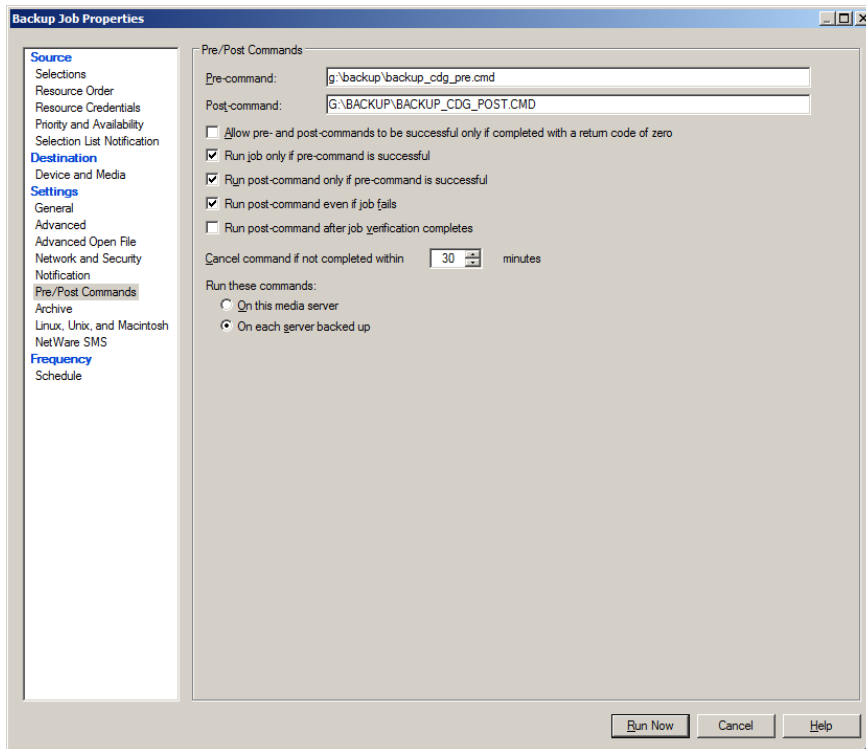 Backup Job Properties
Source
Selections
Resource Order
Resource Credentials
Priority and Availability
Selection List Notification
Destination
Device and Media
Settings
General
Advanced
Advanced Open File
Network and Security
Notification
Pre/Post Commands
Archive
Linux, Unix, and Macintosh
NetWare SMS
Frequency
Schedule
Pre/Post Commands
Pre-command: g:\backup\backup_cdg_pre.cmd
Post-command: G:\BACKUP\BACKUP_CDG_POST.CMD
Allow pre- and post-commands to be successful only if completed with a return code of zero
Run job only if pre-command is successful
Run post-command only if pre-command is successful
Run post-command even if job fails
Run post-command after job verification completes
Cancel command if not completed within 30 minutes
Run these commands:
On this media server
On each server backed up
Run Now Cancel Help